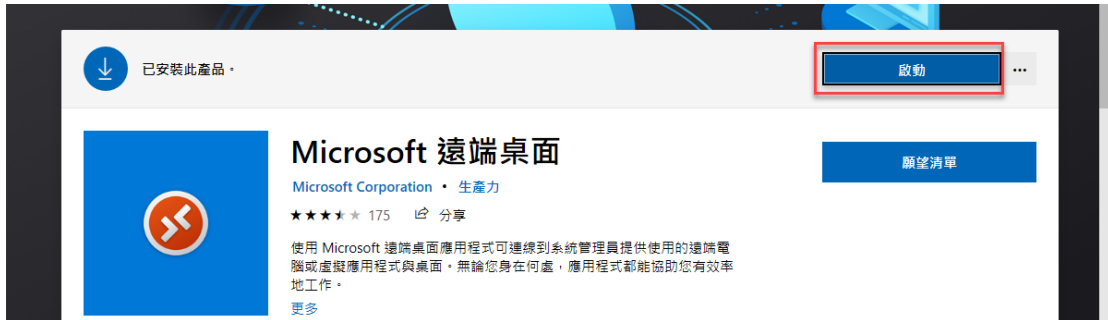 已安裝此產品。
啟動
...
Microsoft 遠端桌面
Microsoft Corporation • 生產力
175 分享
願望清單
使用 Microsoft 遠端桌面應用程式可連線到系統管理員提供使用的遠端電
腦或虛擬應用程式與桌面。無論您身在何處，應用程式都能協助您有效率
地工作。
更多